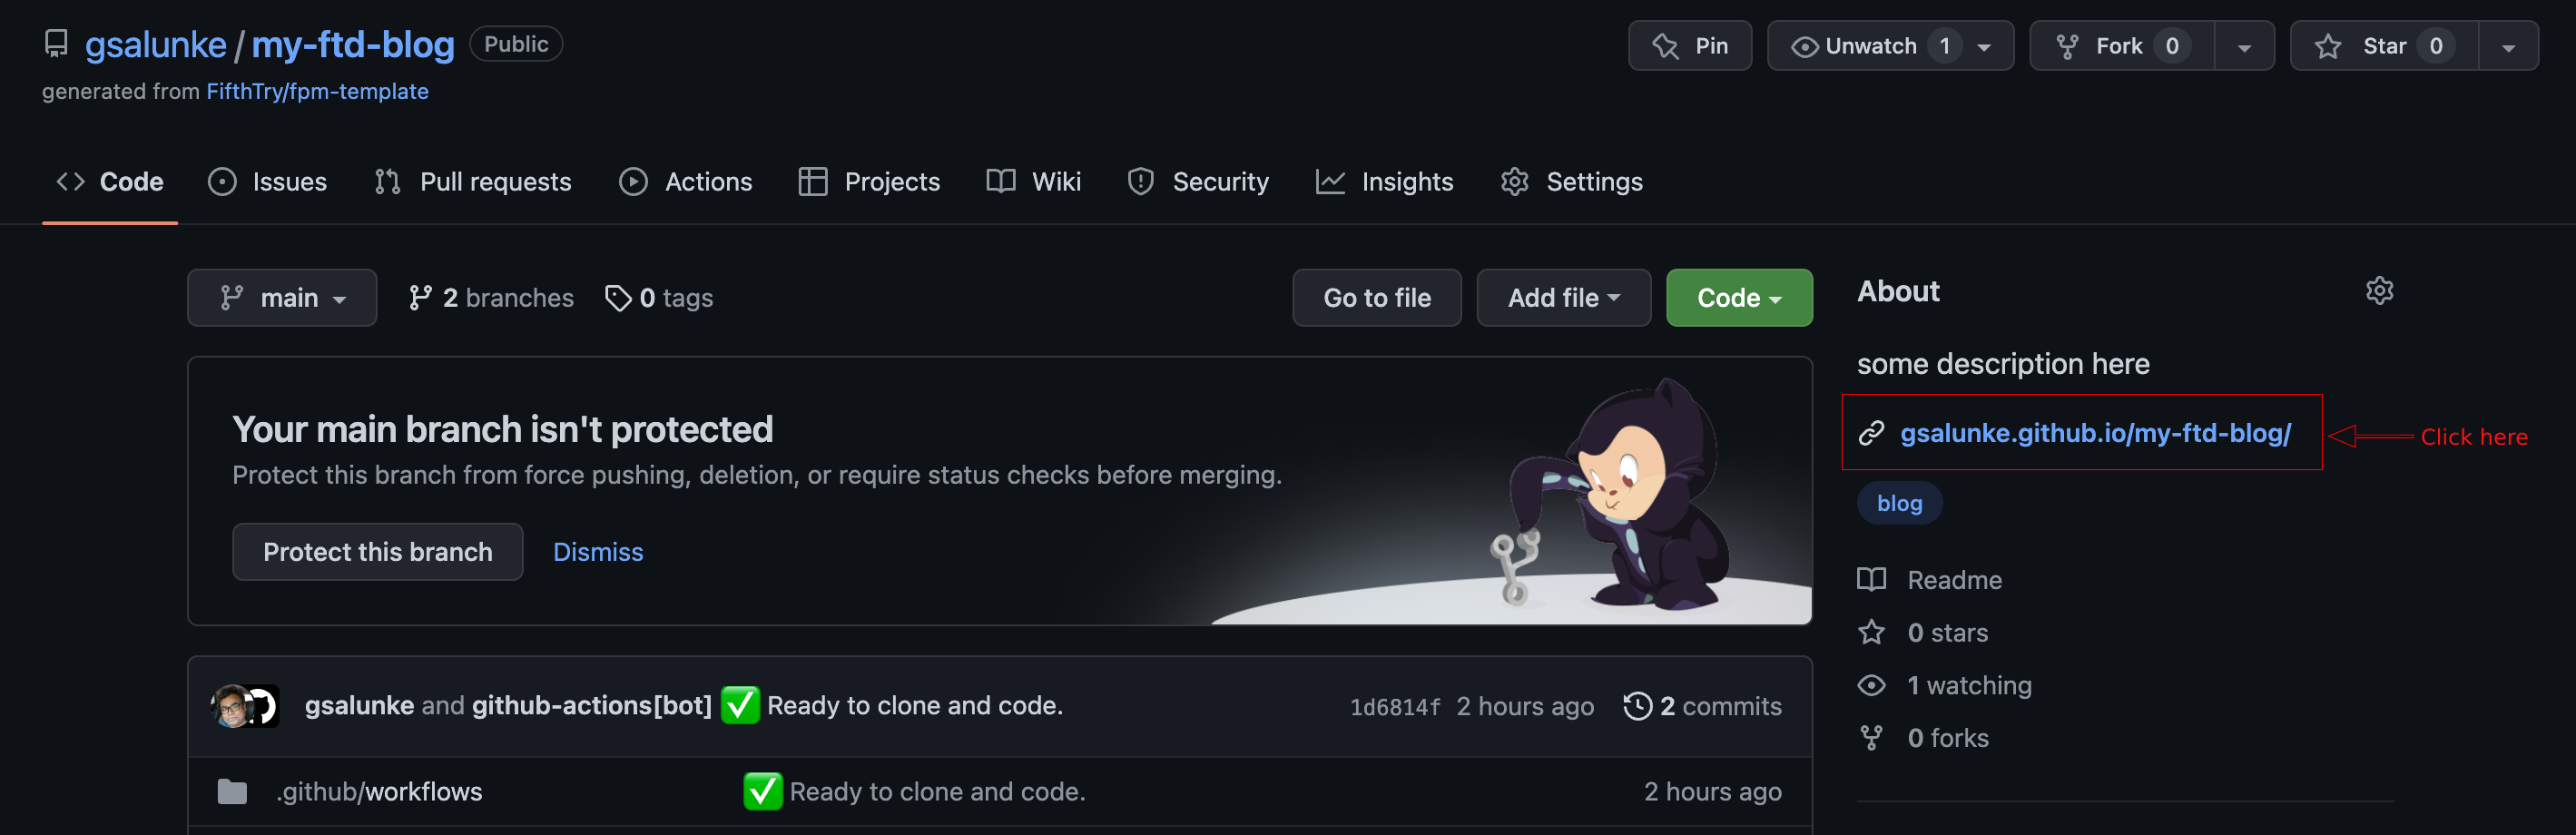 gsalunke / my-ftd-blog Public
Pin
Unwatch 1
Fork 0
Star 0
generated from FifthTry/fpm-template
Code
Issues
Pull requests
Actions
Projects
Wiki
Security
Insights
Settings
main
2 branches
0 tags
Go to file
Add file
Code
Your main branch isn't protected
Protect this branch from force pushing, deletion, or require status checks before merging.
Protect this branch
Dismiss
gsalunke and github-actions[bot] ✅ Ready to clone and code.
1d6814f 2 hours ago
2 commits
.github/workflows
✅ Ready to clone and code.
2 hours ago
About
some description here
gsalunke.github.io/my-ftd-blog/
Click here
blog
Readme
0 stars
1 watching
0 forks